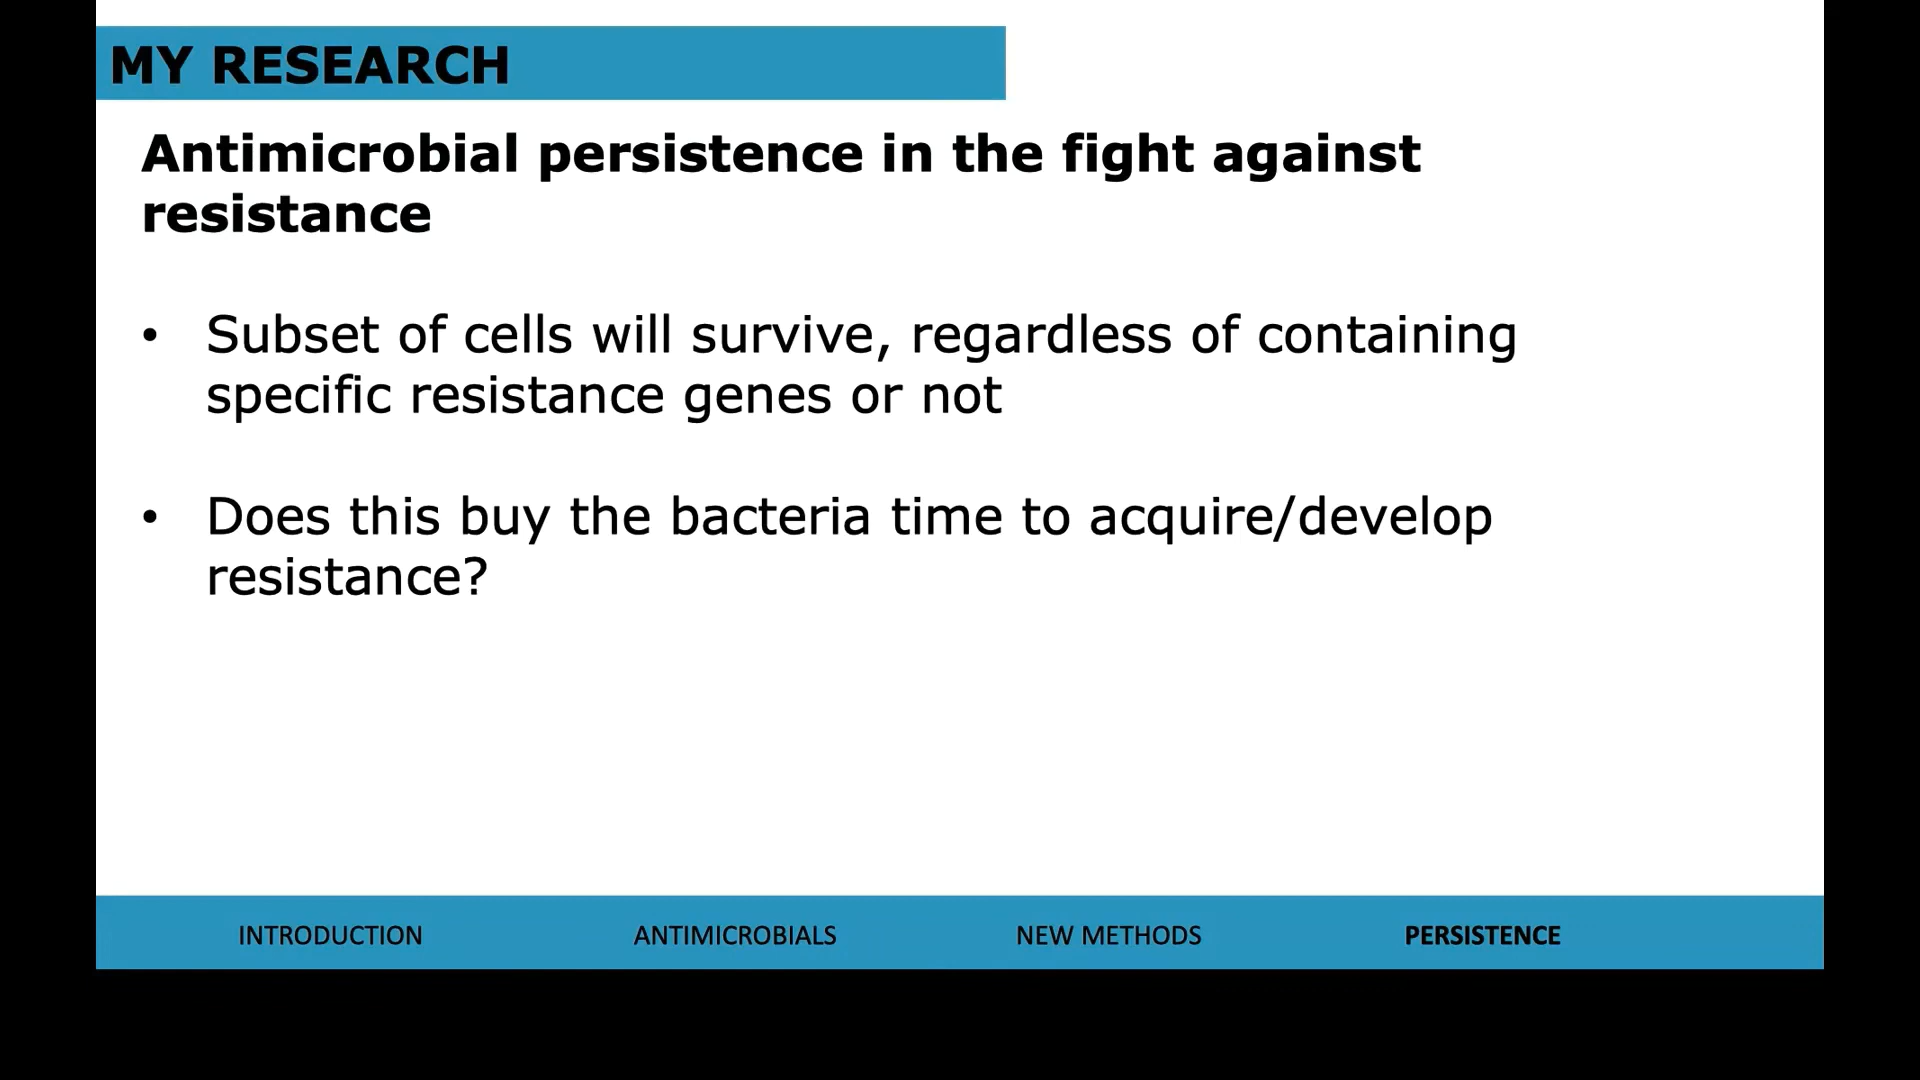 MY RESEARCH
Antimicrobial persistence in the fight against
resistance
• Subset of cells will survive, regardless of containing
specific resistance genes or not
• Does this buy the bacteria time to acquire/develop
resistance?
INTRODUCTION ANTIMICROBIALS NEW METHODS PERSISTENCE